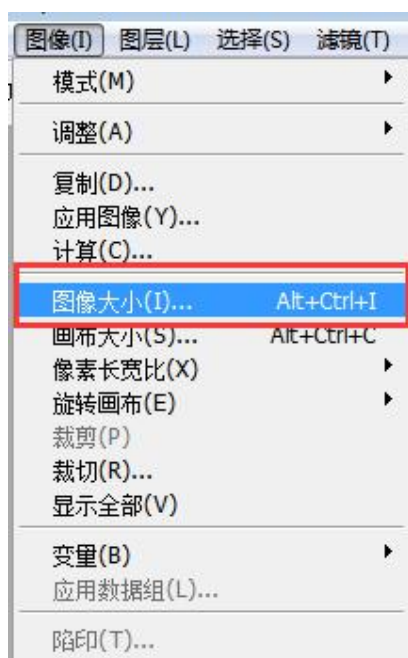 图像(I) 图层(L) 选择(S) 滤镜(T)
模式(M)
调整(A)
复制(D)...
应用图像(Y)...
计算(C)...
图像大小(I)... Alt+Ctrl+I
画布大小(S)... Alt+Ctrl+C
像素长宽比(X)
旋转画布(E)
裁剪(P)
裁切(R)...
显示全部(V)
变量(B)
应用数据组(L)...
陷印(T)...